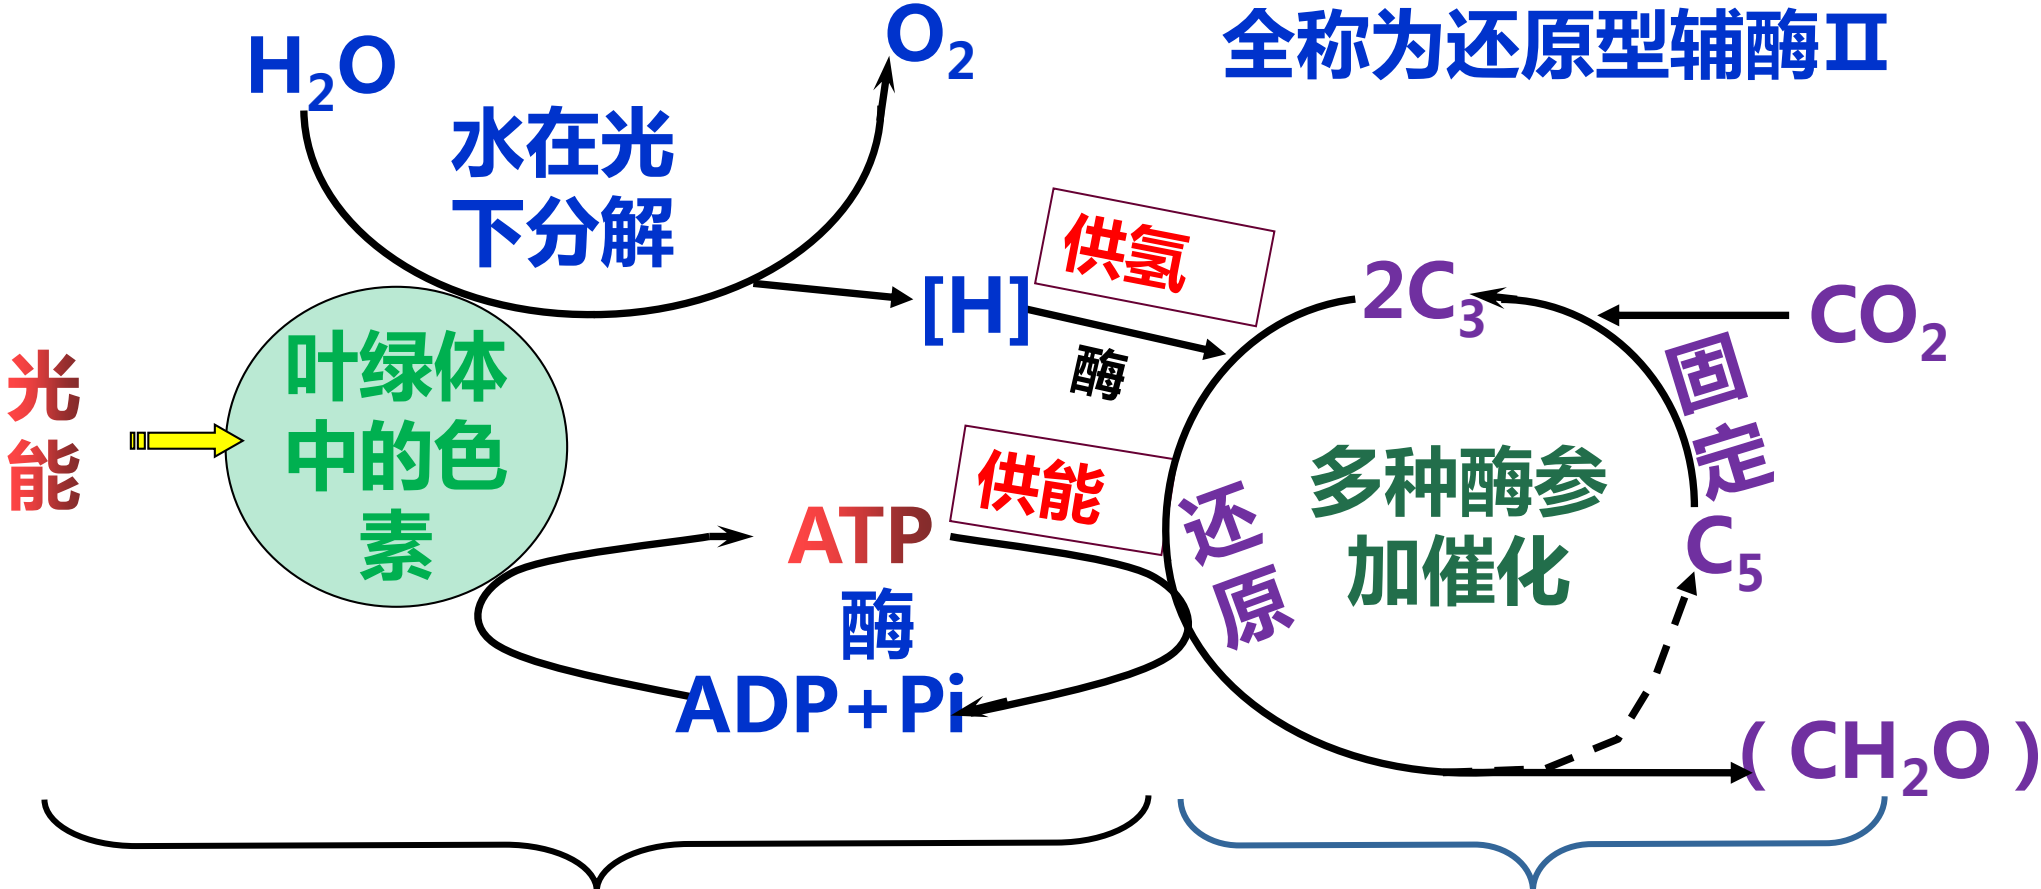 H₂O
O₂
全称为还原型辅酶Ⅱ
水在光
下分解
[H]
供氢
酶
2C₃
CO₂
固定
光能
叶绿体
中的色
素
供能
ATP
酶
ADP+Pi
还原
多种酶参
加催化
C₅
(CH₂O)